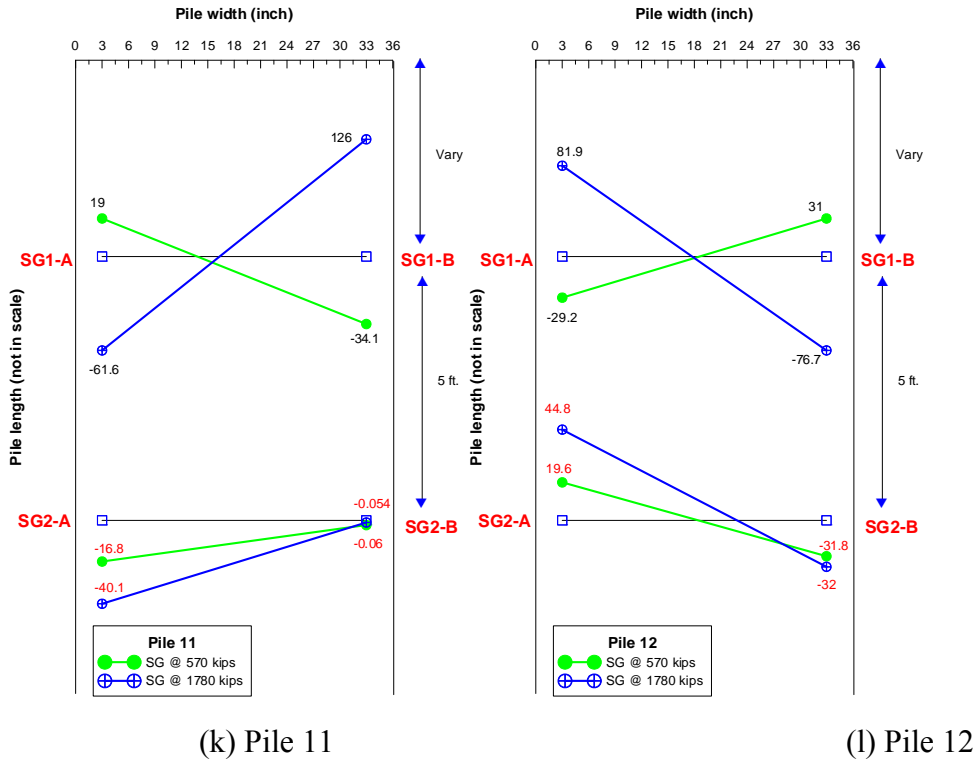 Pile width (inch)
0 3 6 9 12 15 18 21 24 27 30 33 36
126
Vary
19
SG1-A
SG1-B
-34.1
-61.6
5 ft.
Pile length (not in scale)
-0.054
SG2-A
SG2-B
-0.06
-16.8
-40.1
Pile 11
SG @ 570 kips
SG @ 1780 kips
(k) Pile 11
Pile width (inch)
0 3 6 9 12 15 18 21 24 27 30 33 36
81.9
Vary
31
SG1-A
SG1-B
-29.2
-76.7
5 ft.
Pile length (not in scale)
44.8
19.6
SG2-A
SG2-B
-31.8
-32
Pile 12
SG @ 570 kips
SG @ 1780 kips
(l) Pile 12